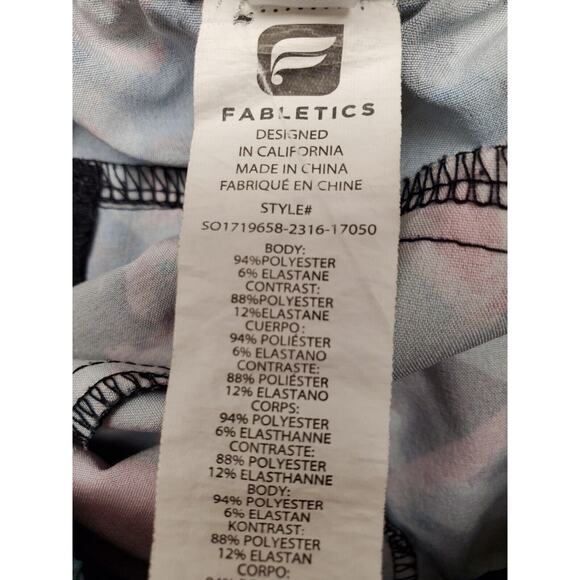 FABLETICS
DESIGNED
IN CALIFORNIA
MADE IN CHINA
FABRIQUÉ EN CHINE
STYLE#
SO1719658-2316-17050
BODY:
94%POLYESTER
6% ELASTANE
CONTRAST:
88%POLYESTER
12%ELASTANE
CUERPO:
94% POLIÉSTER
6% ELASTANO
CONTRASTE:
88% POLIÉSTER
12% ELASTANO
CORPS:
94% POLYESTER
6% ELASTHANNE
CONTRASTE:
88% POLYESTER
12% ELASTHANNE
BODY:
94% POLYESTER
6% ELASTAN
KONTRAST:
88% POLYESTER
12% ELASTAN
CORPO: